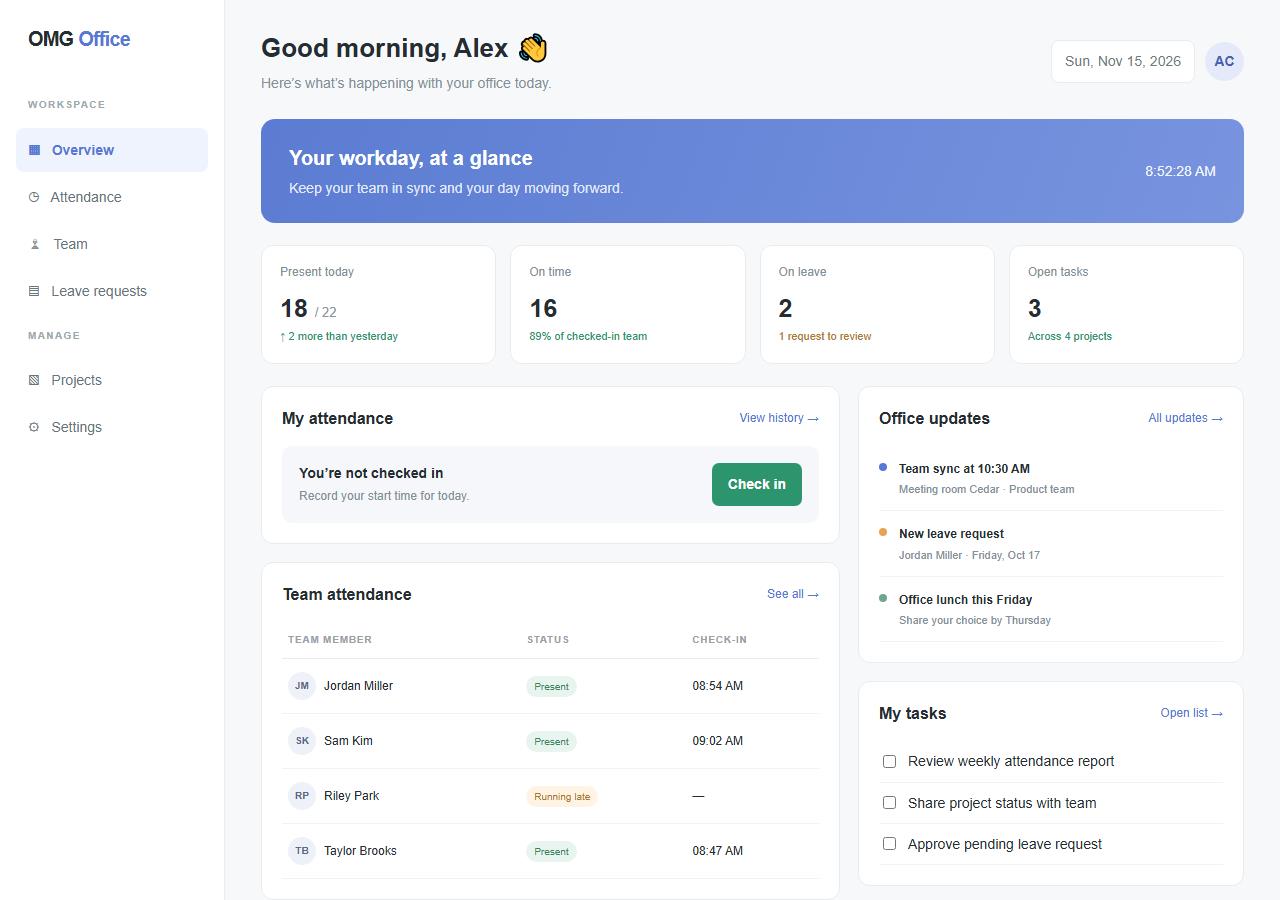 OMG Office
WORKSPACE
Overview
Attendance
Team
Leave requests
MANAGE
Projects
Settings
Good morning, Alex 👋
Here's what's happening with your office today.
Sun, Nov 15, 2026
AC
Your workday, at a glance
Keep your team in sync and your day moving forward.
8:52:28 AM
Present today
18 / 22
↑ 2 more than yesterday
On time
16
89% of checked-in team
On leave
2
1 request to review
Open tasks
3
Across 4 projects
My attendance
View history →
You’re not checked in
Record your start time for today.
Check in
Team attendance
See all →
TEAM MEMBER STATUS CHECK-IN
JM Jordan Miller Present 08:54 AM
SK Sam Kim Present 09:02 AM
RP Riley Park Running late —
TB Taylor Brooks Present 08:47 AM
Office updates
All updates →
Team sync at 10:30 AM
Meeting room Cedar · Product team
New leave request
Jordan Miller · Friday, Oct 17
Office lunch this Friday
Share your choice by Thursday
My tasks
Open list →
Review weekly attendance report
Share project status with team
Approve pending leave request